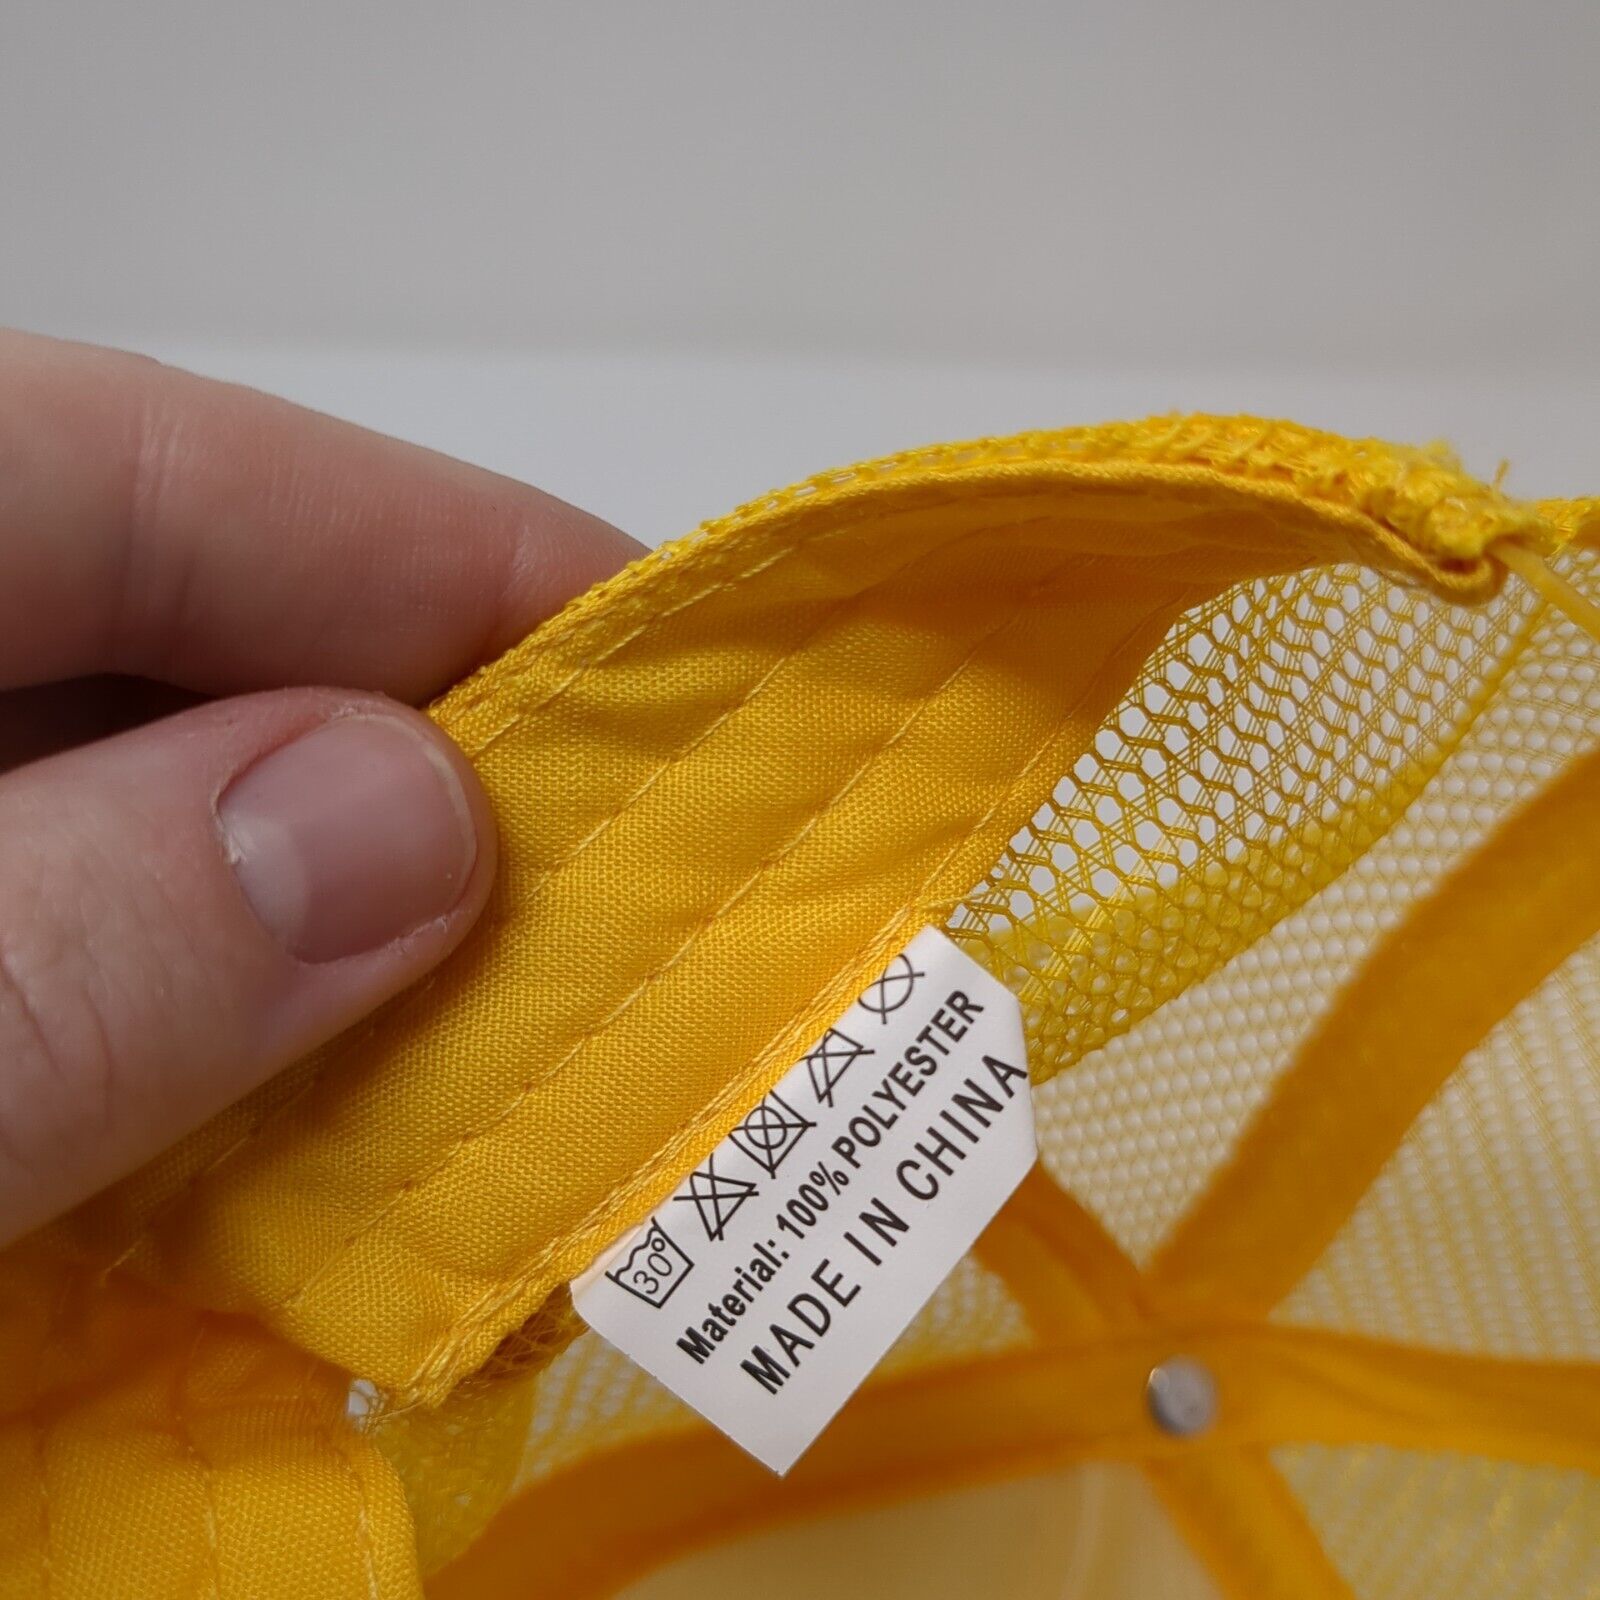 30°
Material: 100% POLYESTER
MADE IN CHINA